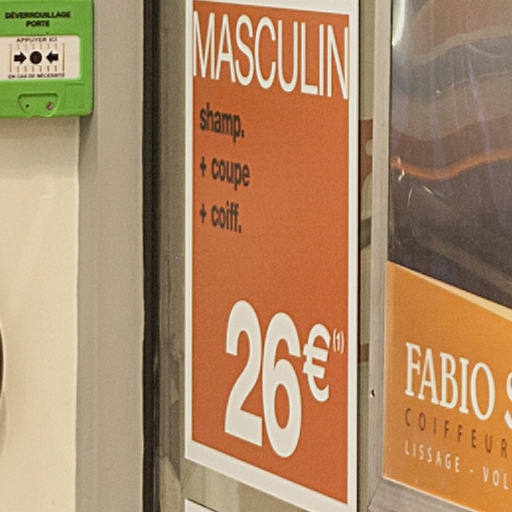 DÉVERROUILLAGE
PORTE
APPUYER ICI
EN CAS DE NÉCESSITÉ
MASCULIN
shamp.
+ coupe
+ coiff.
26€(1)
FABIO
COIFFEUR
LISSAGE - VOL